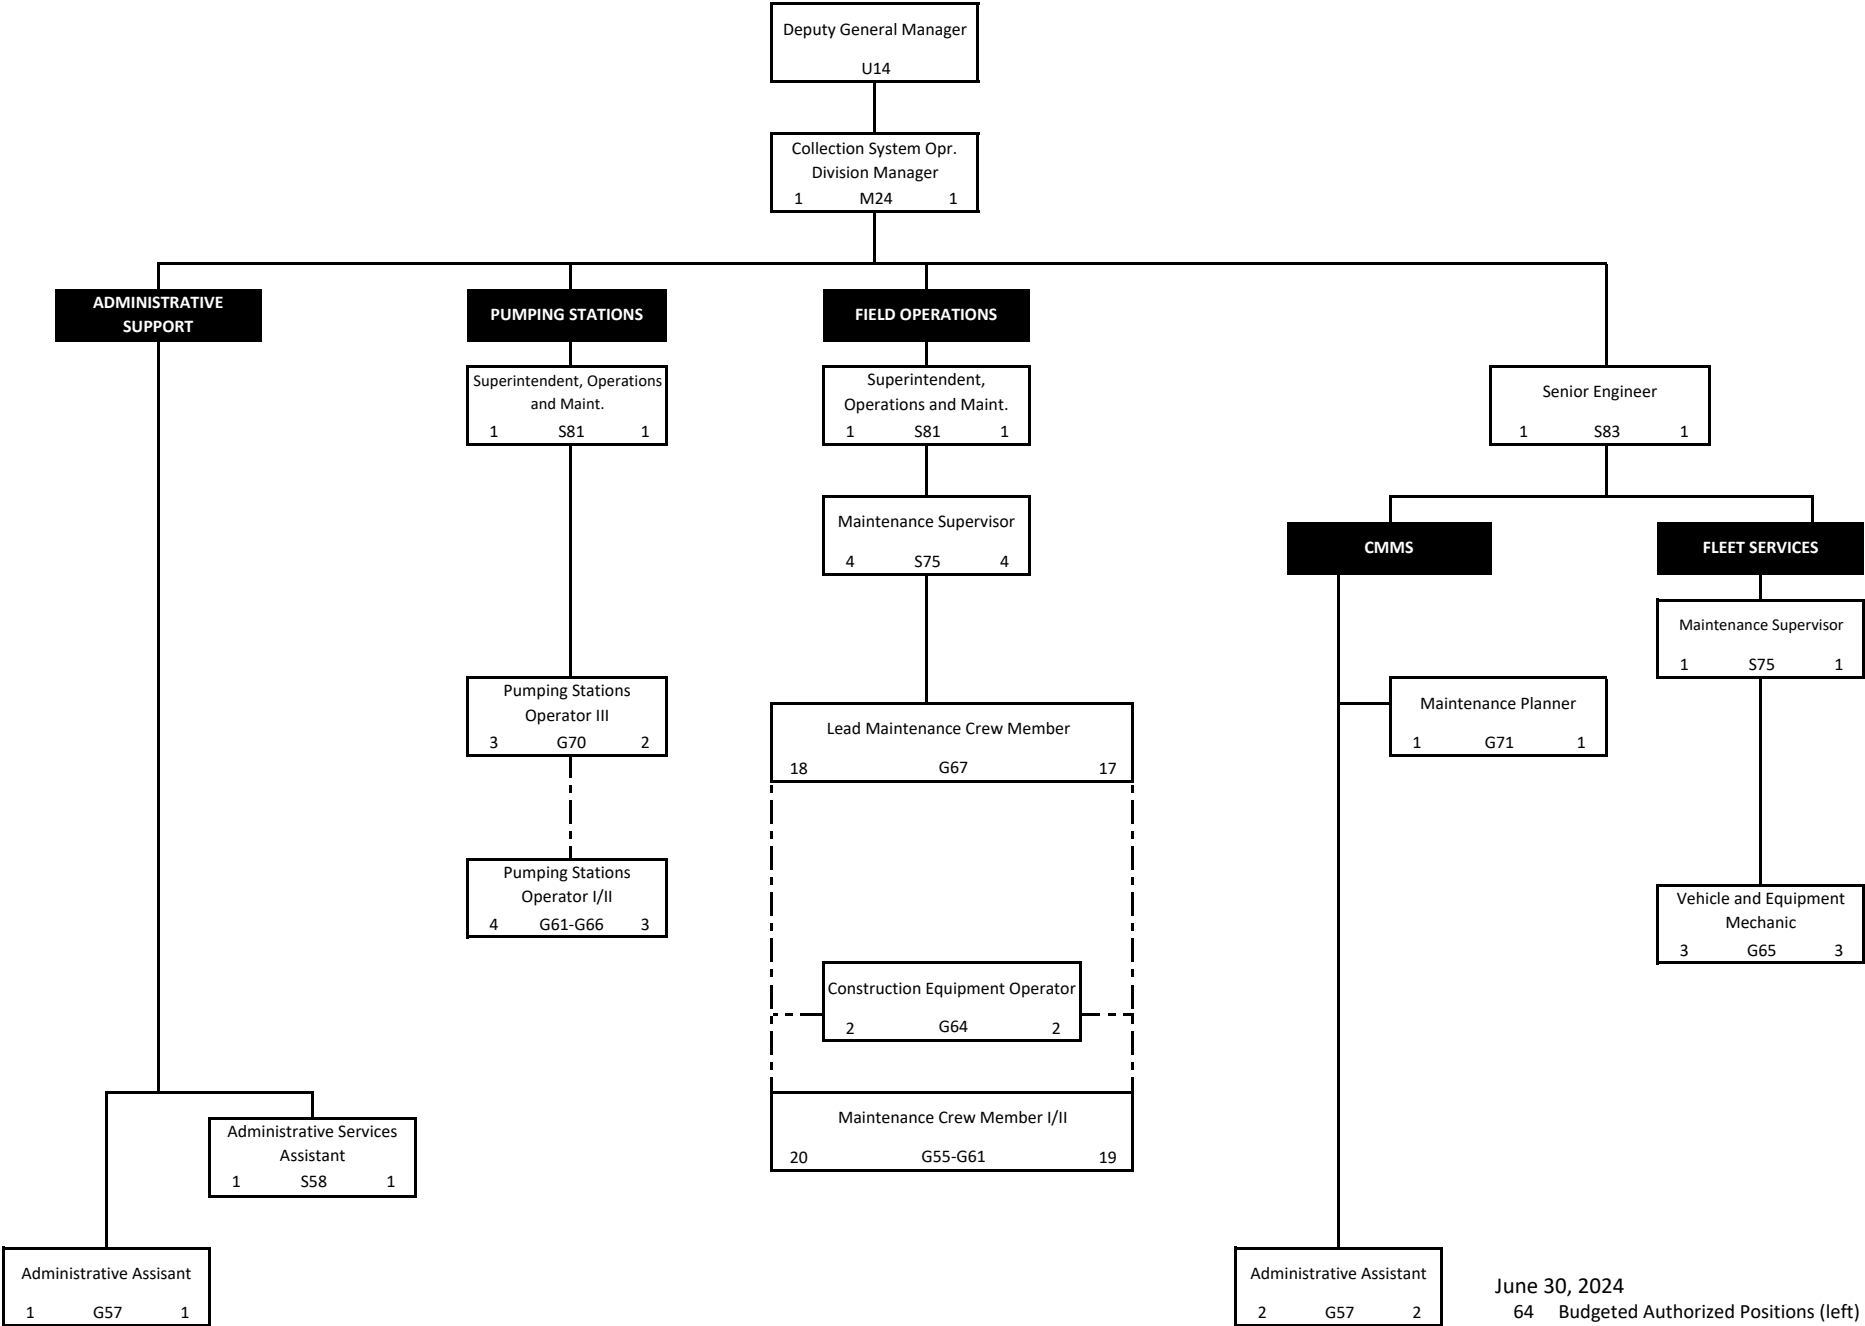 Deputy General Manager
U14
Collection System Opr.
Division Manager
1 M24 1
ADMINISTRATIVE
SUPPORT
PUMPING STATIONS
FIELD OPERATIONS
Superintendent, Operations
and Maint.
1 S81 1
Superintendent,
Operations and Maint.
1 S81 1
Senior Engineer
1 S83 1
Maintenance Supervisor
4 S75 4
CMMS
FLEET SERVICES
Maintenance Supervisor
1 S75 1
Pumping Stations
Operator III
3 G70 2
Lead Maintenance Crew Member
18 G67 17
Maintenance Planner
1 G71 1
Pumping Stations
Operator I/II
4 G61-G66 3
Vehicle and Equipment
Mechanic
3 G65 3
Construction Equipment Operator
2 G64 2
Maintenance Crew Member I/II
20 G55-G61 19
Administrative Services
Assistant
1 S58 1
Administrative Assisant
1 G57 1
Administrative Assistant
2 G57 2
June 30, 2024
64 Budgeted Authorized Positions (left)